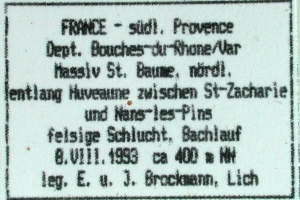 FRANCE - südl. Provence
Dept. Bouches-du-Rhone/Var
Massiv St. Baume, nördl.
entlang Huveaume zwischen St-Zacharie
und Nans-les-Pins
felsige Schlucht, Bachlauf
8.VIII.1993 ca 400 m NN
leg. E. u. J. Brockmann, Lich